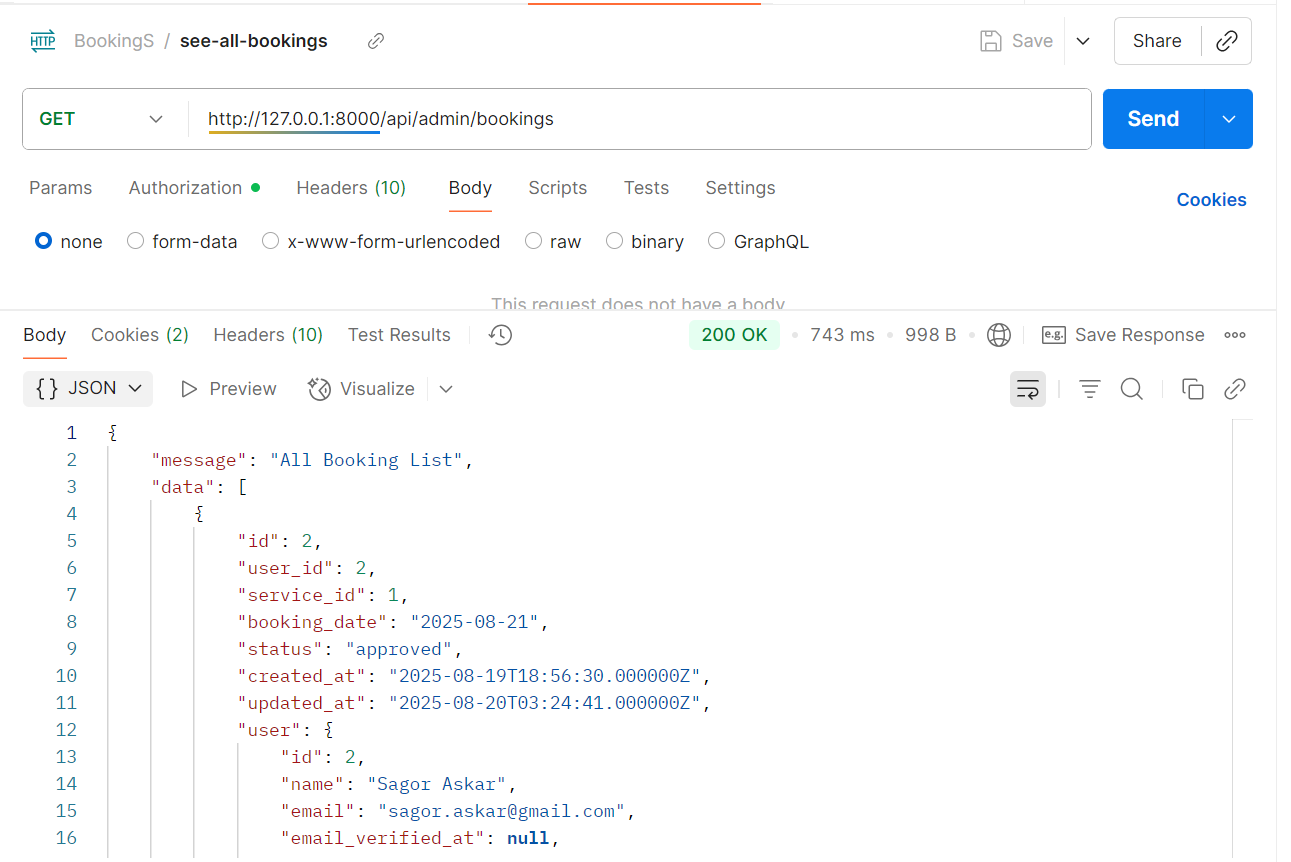 HTTP BookingS / see-all-bookings Save Share
GET http://127.0.0.1:8000/api/admin/bookings Send
Params Authorization Headers (10) Body Scripts Tests Settings Cookies
none form-data x-www-form-urlencoded raw binary GraphQL
This request does not have a body
Body Cookies (2) Headers (10) Test Results 200 OK 743 ms 998 B e.g. Save Response
{} JSON Preview Visualize
1 {
2 "message": "All Booking List",
3 "data": [
4 {
5 "id": 2,
6 "user_id": 2,
7 "service_id": 1,
8 "booking_date": "2025-08-21",
9 "status": "approved",
10 "created_at": "2025-08-19T18:56:30.000000Z",
11 "updated_at": "2025-08-20T03:24:41.000000Z",
12 "user": {
13 "id": 2,
14 "name": "Sagor Askar",
15 "email": "sagor.askar@gmail.com",
16 "email_verified_at": null,